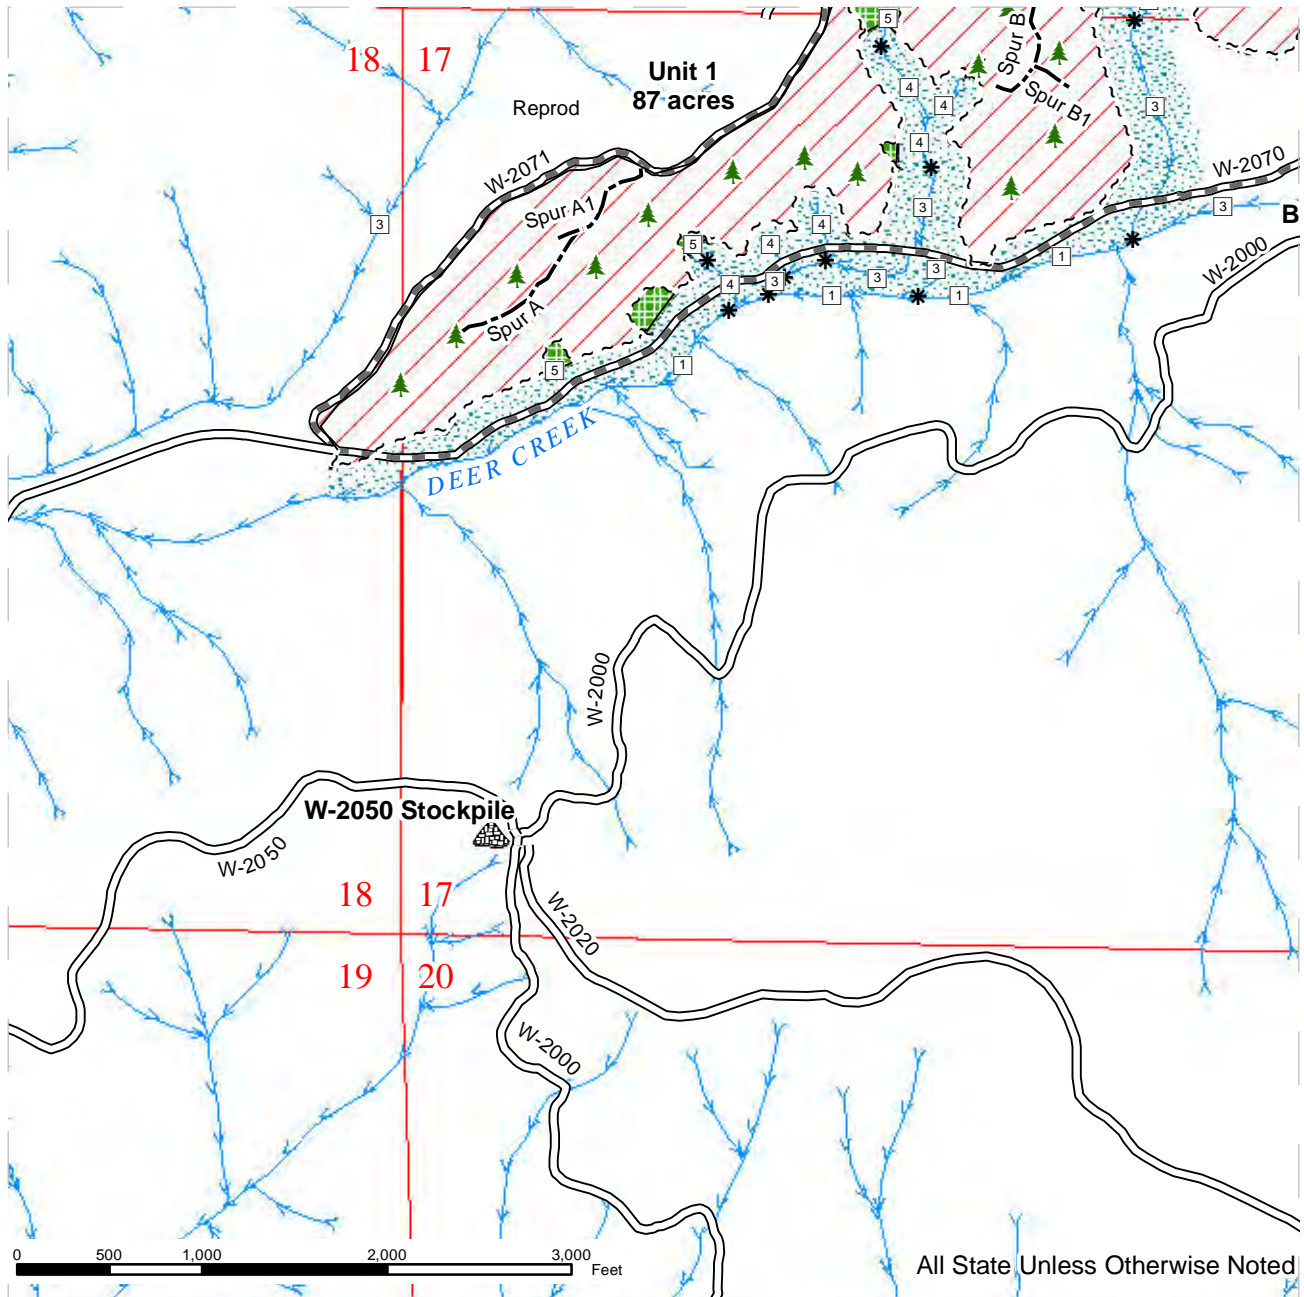 5
18 17
Unit 1
87 acres
Spur B
4
4
Reprod
Spur B1
3
4
W-2071
W-2070
Spur A1
3
3
3
B
5
4
4
1
W-2000
3
3
4
3
1
1
Spur A
1
5
DEER CREEK
W-2000
W-2050 Stockpile
W-2050
18 17
W-2020
19 20
W-2000
0 500 1,000 2,000 3,000
Feet
All State Unless Otherwise Noted